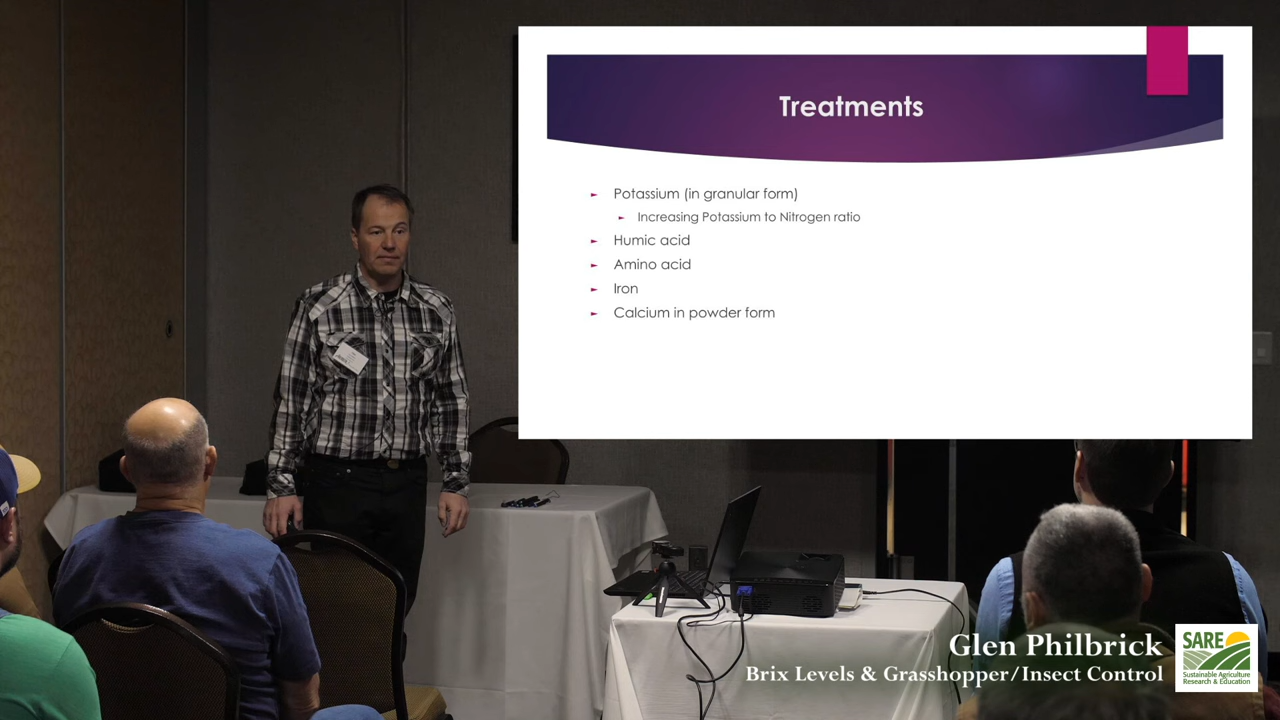 Treatments
Potassium (in granular form)
Increasing Potassium to Nitrogen ratio
Humic acid
Amino acid
Iron
Calcium in powder form
Glen Philbrick
Brix Levels & Grasshopper/Insect Control
SARE
Sustainable Agriculture
Research & Education